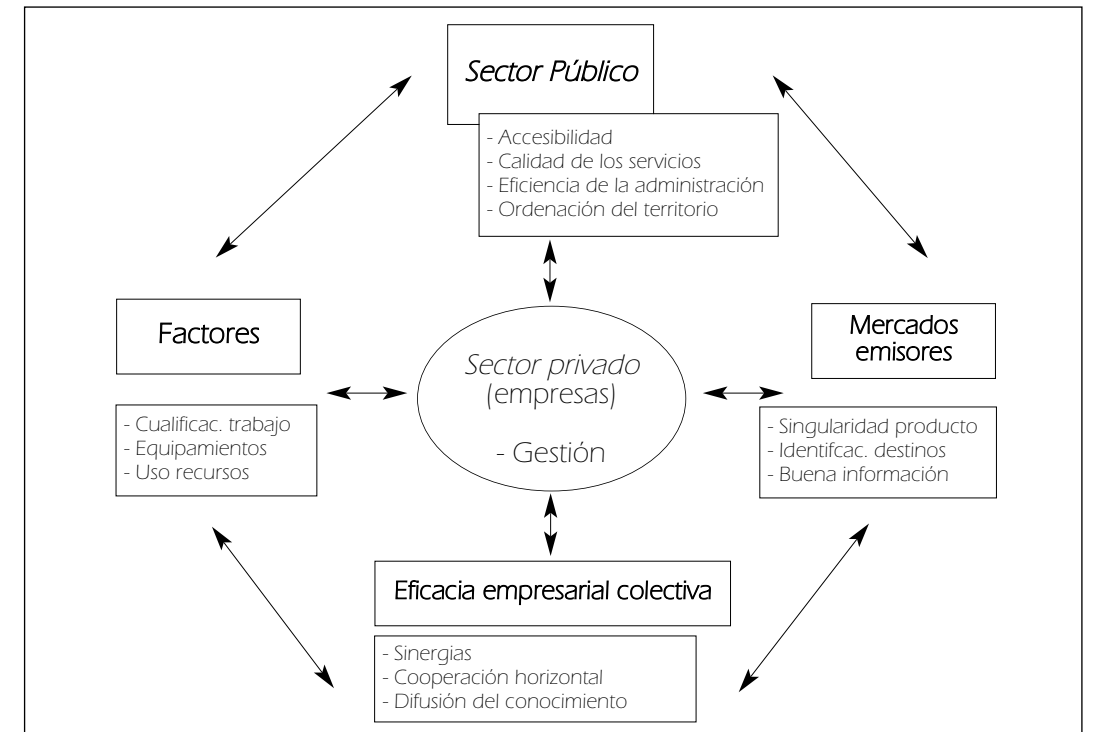 Sector Público
- Accesibilidad
- Calidad de los servicios
- Eficiencia de la administración
- Ordenación del territorio
Factores
- Cualificac. trabajo
- Equipamientos
- Uso recursos
Sector privado
(empresas)
- Gestión
Mercados
emisores
- Singularidad producto
- Identifcac. destinos
- Buena información
Eficacia empresarial colectiva
- Sinergias
- Cooperación horizontal
- Difusión del conocimiento